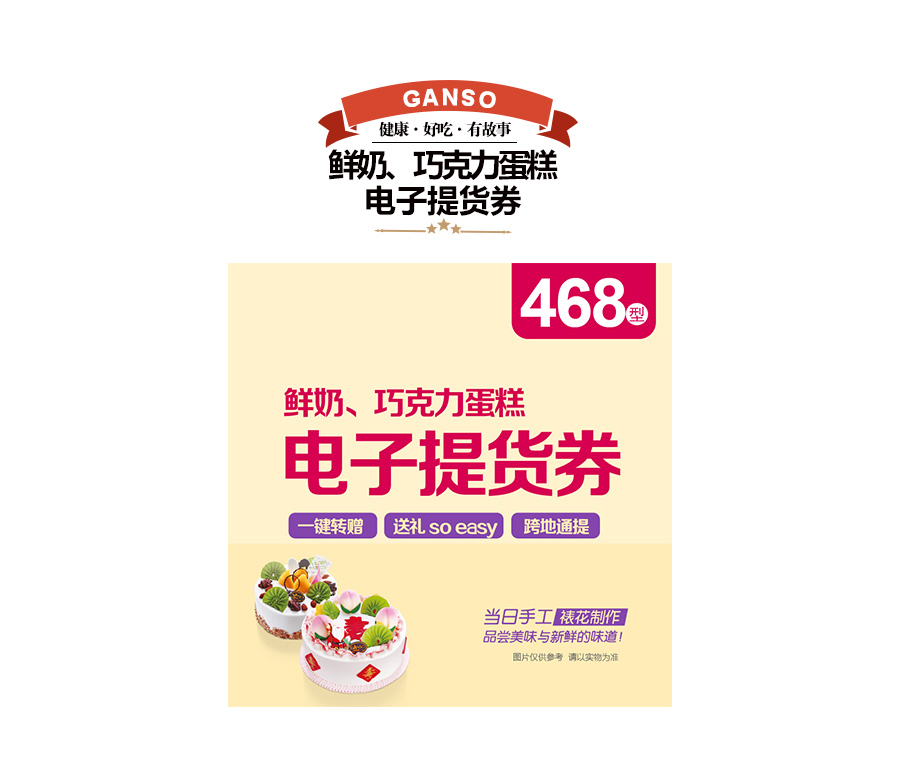 GANSO
健康·好吃·有故事
鲜奶、巧克力蛋糕
电子提货券
468型
鲜奶、巧克力蛋糕
电子提货券
一键转赠 送礼 so easy 跨地通提
当日手工 裱花制作
品尝美味与新鲜的味道!
图片仅供参考 请以实物为准